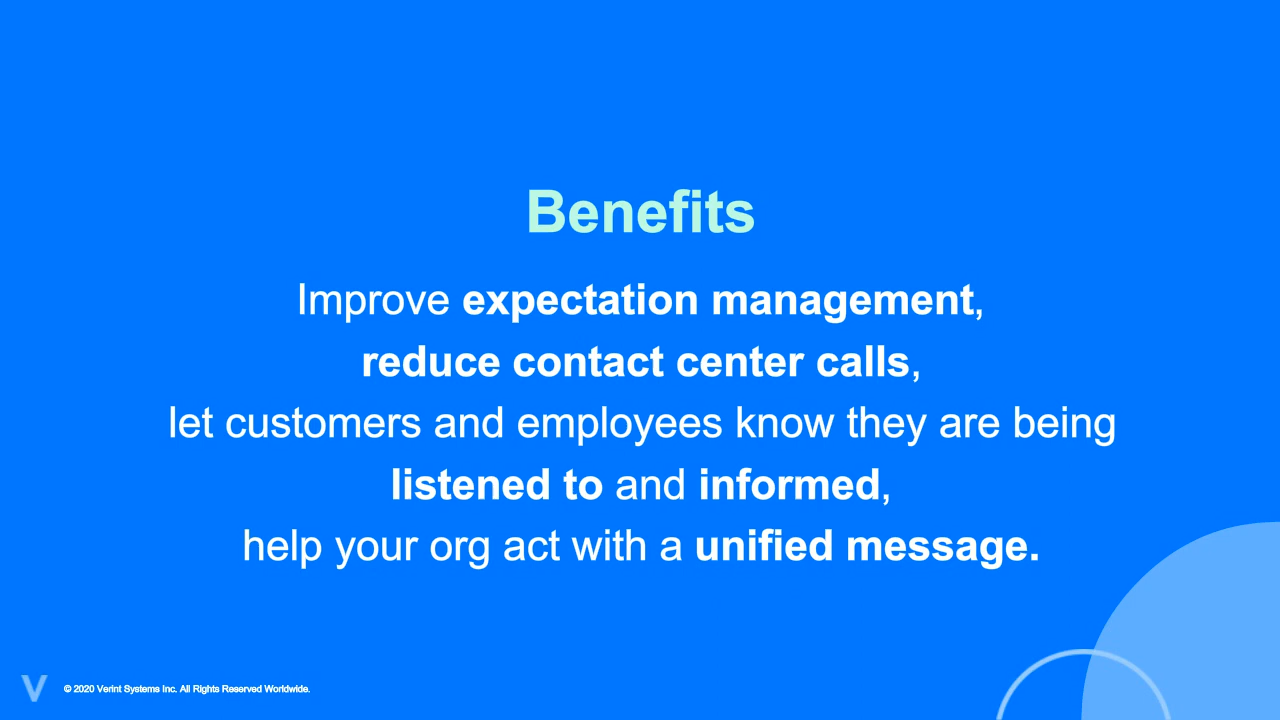 Benefits
Improve expectation management,
reduce contact center calls,
let customers and employees know they are being
listened to and informed,
help your org act with a unified message.
V
© 2020 Verint Systems Inc. All Rights Reserved Worldwide.